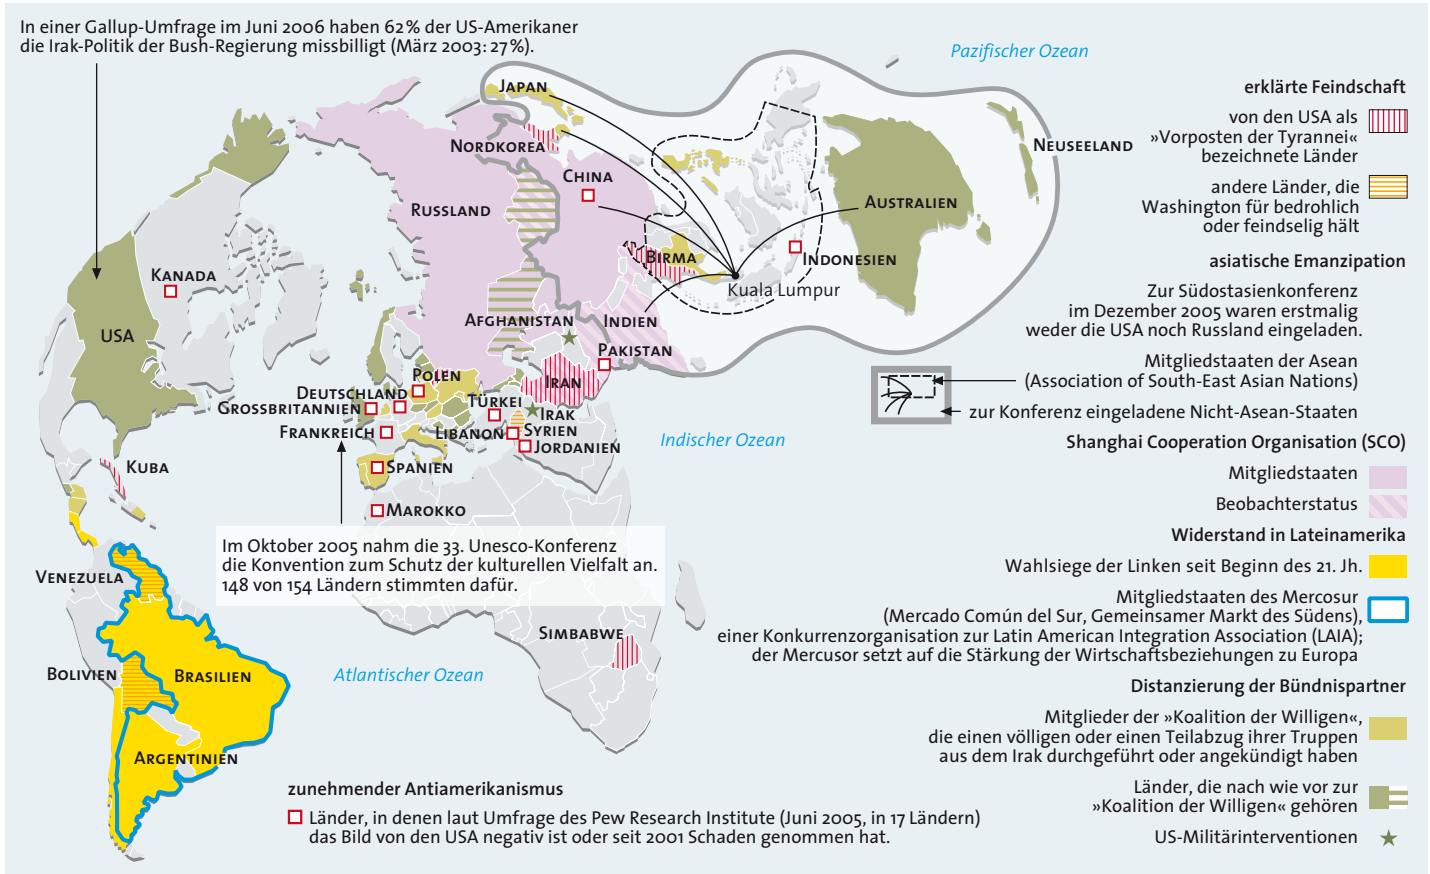 In einer Gallup-Umfrage im Juni 2006 haben 62% der US-Amerikaner
die Irak-Politik der Bush-Regierung missbilligt (März 2003: 27%).
Pazifischer Ozean
JAPAN
NORDKOREA
CHINA
RUSSLAND
NEUSEELAND
AUSTRALIEN
BIRMA
INDONESIEN
Kuala Lumpur
KANADA
USA
AFGHANISTAN
INDIEN
PAKISTAN
POLEN
IRAN
DEUTSCHLAND
GROSSBRITANNIEN
TÜRKEI
IRAK
FRANKREICH
LIBANON
SYRIEN
JORDANIEN
Indischer Ozean
KUBA
SPANIEN
MAROKKO
Im Oktober 2005 nahm die 33. Unesco-Konferenz
die Konvention zum Schutz der kulturellen Vielfalt an.
148 von 154 Ländern stimmten dafür.
VENEZUELA
SIMBABWE
BOLIVIEN
BRASILIEN
Atlantischer Ozean
ARGENTINIEN
zunehmender Antiamerikanismus
Länder, in denen laut Umfrage des Pew Research Institute (Juni 2005, in 17 Ländern)
das Bild von den USA negativ ist oder seit 2001 Schaden genommen hat.
erklärte Feindschaft
von den USA als
»Vorposten der Tyrannei«
bezeichnete Länder
andere Länder, die
Washington für bedrohlich
oder feindselig hält
asiatische Emanzipation
Zur Südostasienkonferenz
im Dezember 2005 waren erstmalig
weder die USA noch Russland eingeladen.
Mitgliedstaaten der Asean
(Association of South-East Asian Nations)
zur Konferenz eingeladene Nicht-Asean-Staaten
Shanghai Cooperation Organisation (SCO)
Mitgliedstaaten
Beobachterstatus
Widerstand in Lateinamerika
Wahlsiege der Linken seit Beginn des 21. Jh.
Mitgliedstaaten des Mercosur
(Mercado Común del Sur, Gemeinsamer Markt des Südens),
einer Konkurrenzorganisation zur Latin American Integration Association (LAIA);
der Mercusor setzt auf die Stärkung der Wirtschaftsbeziehungen zu Europa
Distanzierung der Bündnispartner
Mitglieder der »Koalition der Willigen«,
die einen völligen oder einen Teilabzug ihrer Truppen
aus dem Irak durchgeführt oder angekündigt haben
Länder, die nach wie vor zur
»Koalition der Willigen« gehören
US-Militärinterventionen